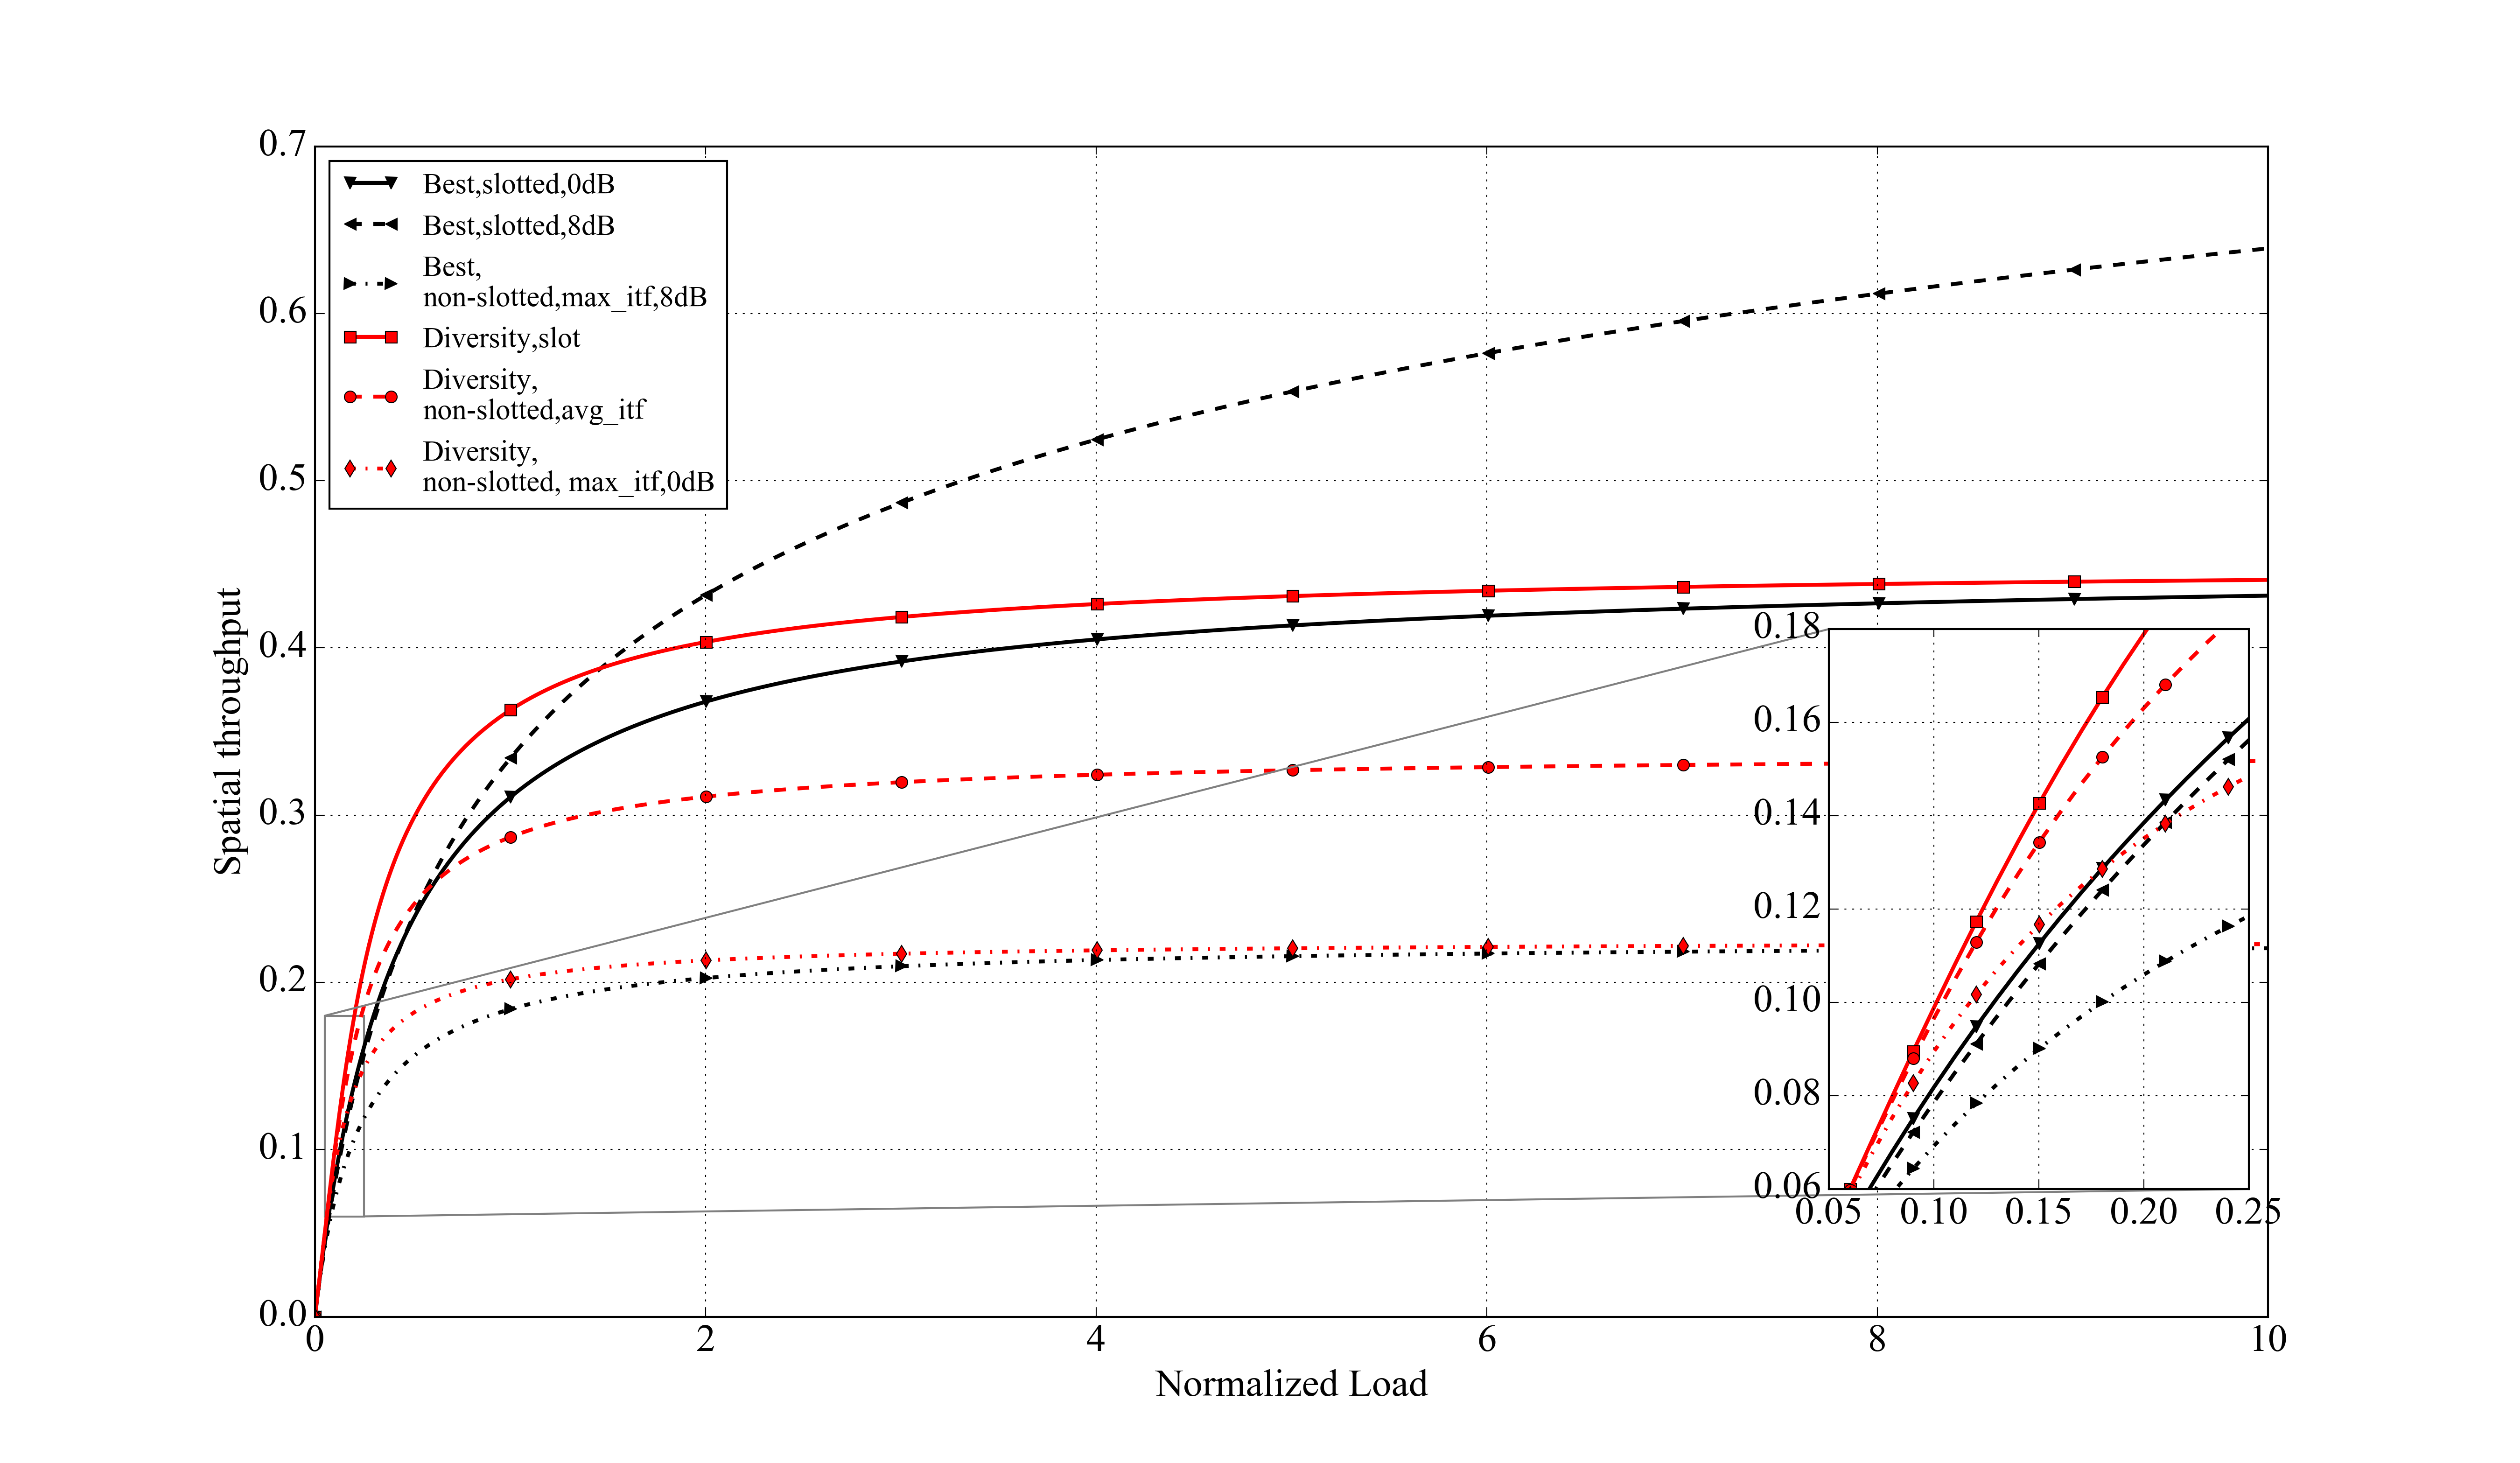 0.7
0.6
0.5
0.4
0.3
0.2
0.1
0.0
Spatial throughput
Best,slotted,0dB
Best,slotted,8dB
Best,
non-slotted,max_itf,8dB
Diversity,slot
Diversity,
non-slotted,avg_itf
Diversity,
non-slotted, max_itf,0dB
0.18
0.16
0.14
0.12
0.10
0.08
0.06
0.05 0.10 0.15 0.20 0.25
0 2 4 6 8 10
Normalized Load